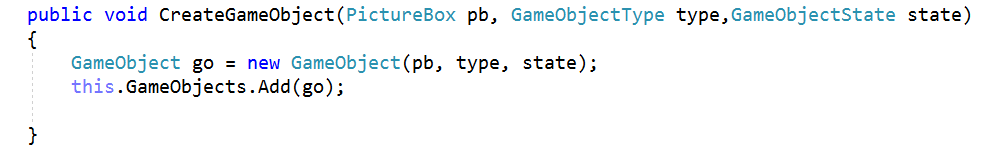 public void CreateGameObject(PictureBox pb, GameObjectType type,GameObjectState state)
{
GameObject go = new GameObject(pb, type, state);
this.GameObjects.Add(go);
}